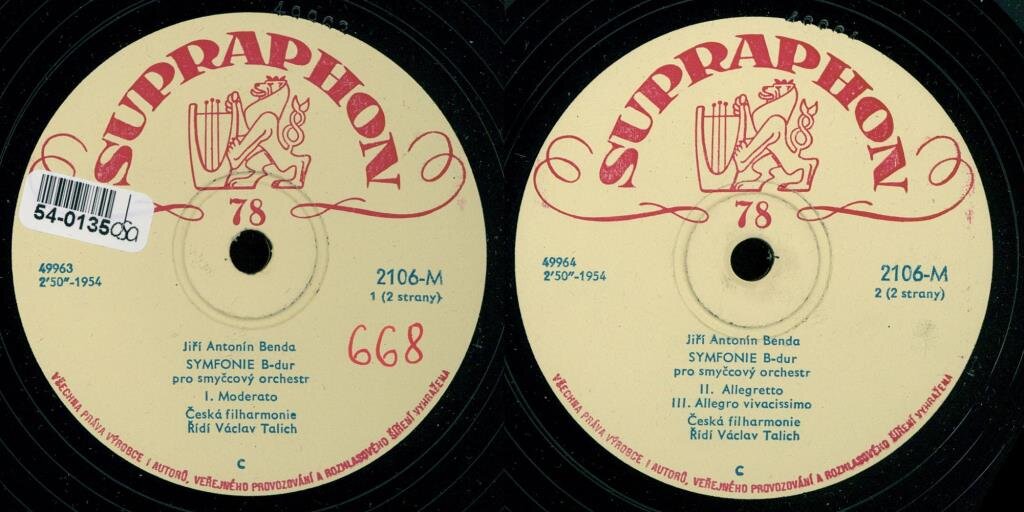 49963
SUPRAPHON
78
54-0135
49963
2'50"-1954
2106-M
1 (2 strany)
668
Jiří Antonín Benda
SYMFONIE B-dur
pro smyčcový orchestr
I. Moderato
Česká filharmonie
Řídí Václav Talich
C
VŠECHNA PRÁVA VÝROBCE I AUTORŮ, VEŘEJNÉHO PROVOZOVÁNÍ A ROZHLASOVÉHO ŠÍŘENÍ VYHRAŽENA
SUPRAPHON
78
49964
2'50"-1954
2106-M
2 (2 strany)
Jiří Antonín Benda
SYMFONIE B-dur
pro smyčcový orchestr
II. Allegretto
III. Allegro vivacissimo
Česká filharmonie
Řídí Václav Talich
C
VŠECHNA PRÁVA VÝROBCE I AUTORŮ, VEŘEJNÉHO PROVOZOVÁNÍ A ROZHLASOVÉHO ŠÍŘENÍ VYHRAŽENA